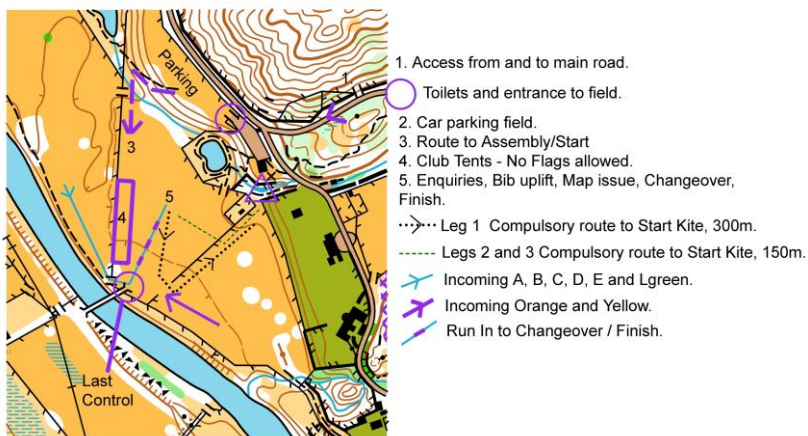 Parking
1
3
4
5
Last
Control
1. Access from and to main road.
Toilets and entrance to field.
2. Car parking field.
3. Route to Assembly/Start
4. Club Tents - No Flags allowed.
5. Enquiries, Bib uplift, Map issue, Changeover,
Finish.
Leg 1 Compulsory route to Start Kite, 300m.
Legs 2 and 3 Compulsory route to Start Kite, 150m.
Incoming A, B, C, D, E and Lgreen.
Incoming Orange and Yellow.
Run In to Changeover / Finish.